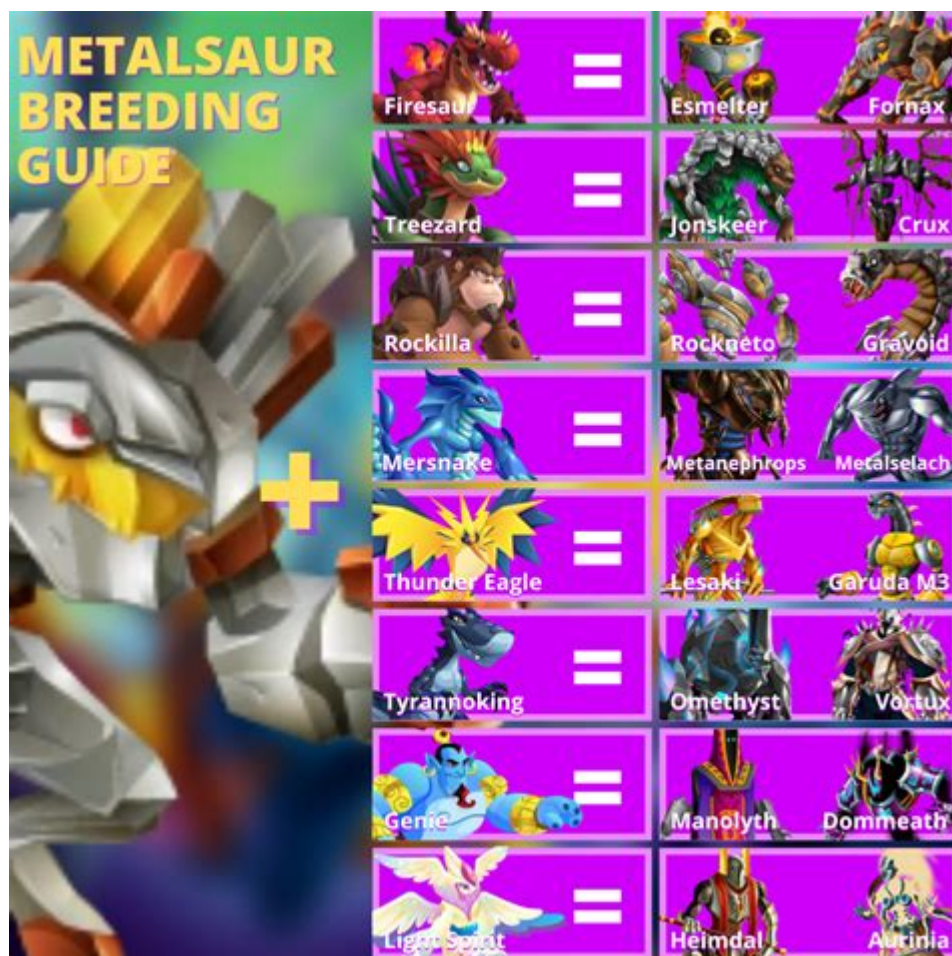 METALSAUR
BREEDING
GUIDE
+
Firesaur =
Esmelter Fornax
Treezard =
Jonskeer Crux
Rockilla =
Rockneto Gravoid
Mersnake =
Metanephrops Metalselach
Thunder Eagle =
Lesaki Garuda M3
Tyrannoking =
Omethyst Vortux
Genie =
Manolyth Dommeath
Light Spirit =
Heimdal Aurinia